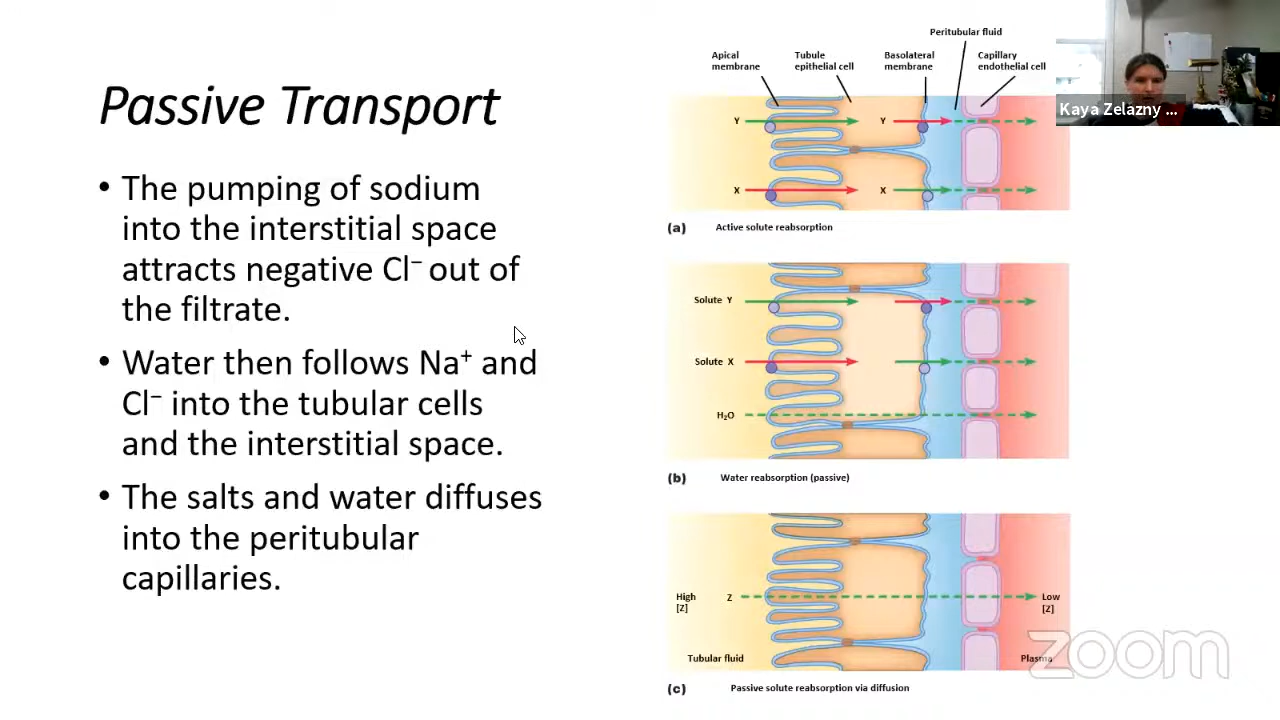 Passive Transport
• The pumping of sodium
into the interstitial space
attracts negative Cl⁻ out of
the filtrate.
• Water then follows Na⁺ and
Cl⁻ into the tubular cells
and the interstitial space.
• The salts and water diffuses
into the peritubular
capillaries.
Peritubular fluid
Apical membrane
Tubule epithelial cell
Basolateral membrane
Capillary endothelial cell
Kaya Zelazny ...
Y Y
X X
(a) Active solute reabsorption
Solute Y
Solute X
H₂O
(b) Water reabsorption (passive)
High [Z]
Z
Low [Z]
Tubular fluid
Plasma
(c) Passive solute reabsorption via diffusion
zoom